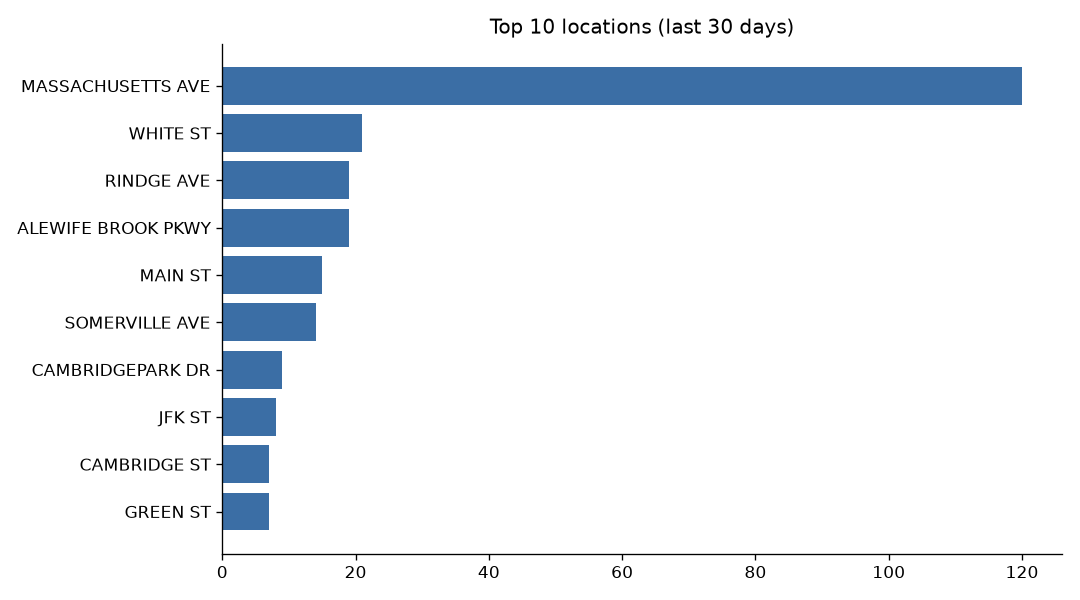 Top 10 locations (last 30 days)
MASSACHUSETTS AVE
WHITE ST
RINDGE AVE
ALEWIFE BROOK PKWY
MAIN ST
SOMERVILLE AVE
CAMBRIDGEPARK DR
JFK ST
CAMBRIDGE ST
GREEN ST
0 20 40 60 80 100 120